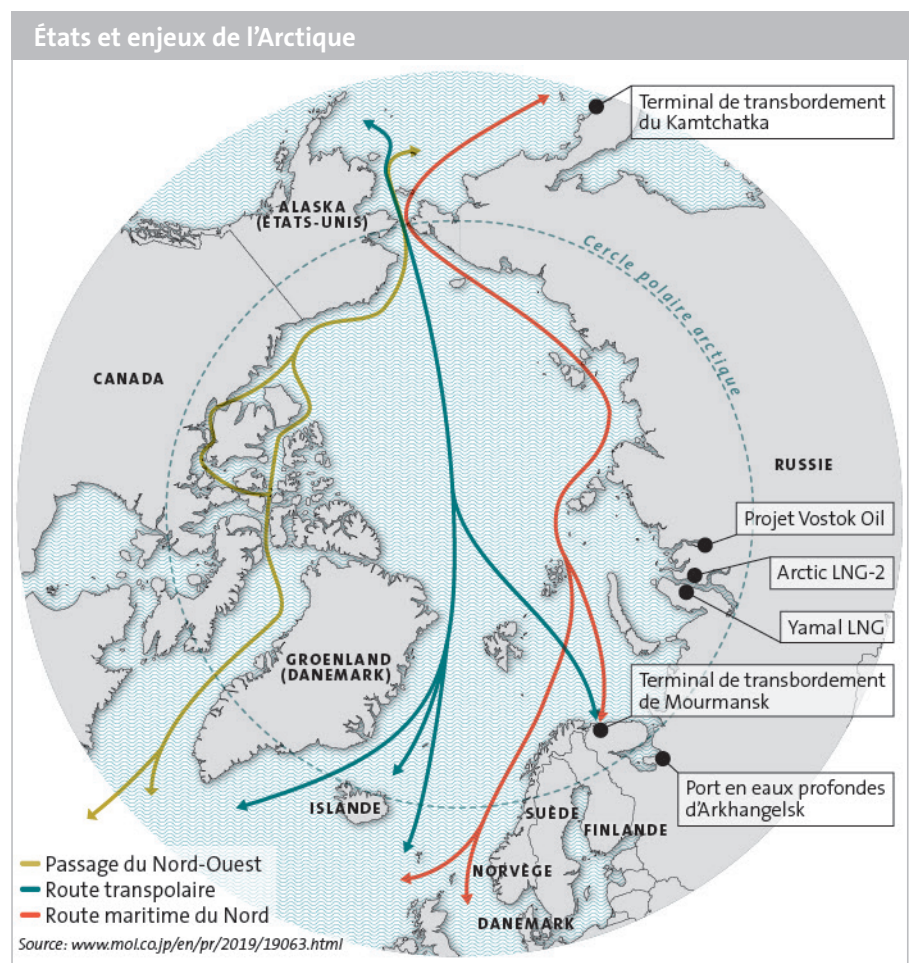 États et enjeux de l'Arctique
Terminal de transbordement
du Kamtchatka
ALASKA
(ÉTATS-UNIS)
Cercle polaire arctique
CANADA
RUSSIE
Projet Vostok Oil
Arctic LNG-2
Yamal LNG
GROENLAND
(DANEMARK)
Terminal de transbordement
de Mourmansk
Port en eaux profondes
d'Arkhangelsk
ISLANDE
SUÈDE
FINLANDE
NORVÈGE
DANEMARK
Passage du Nord-Ouest
Route transpolaire
Route maritime du Nord
Source: www.mol.co.jp/en/pr/2019/19063.html